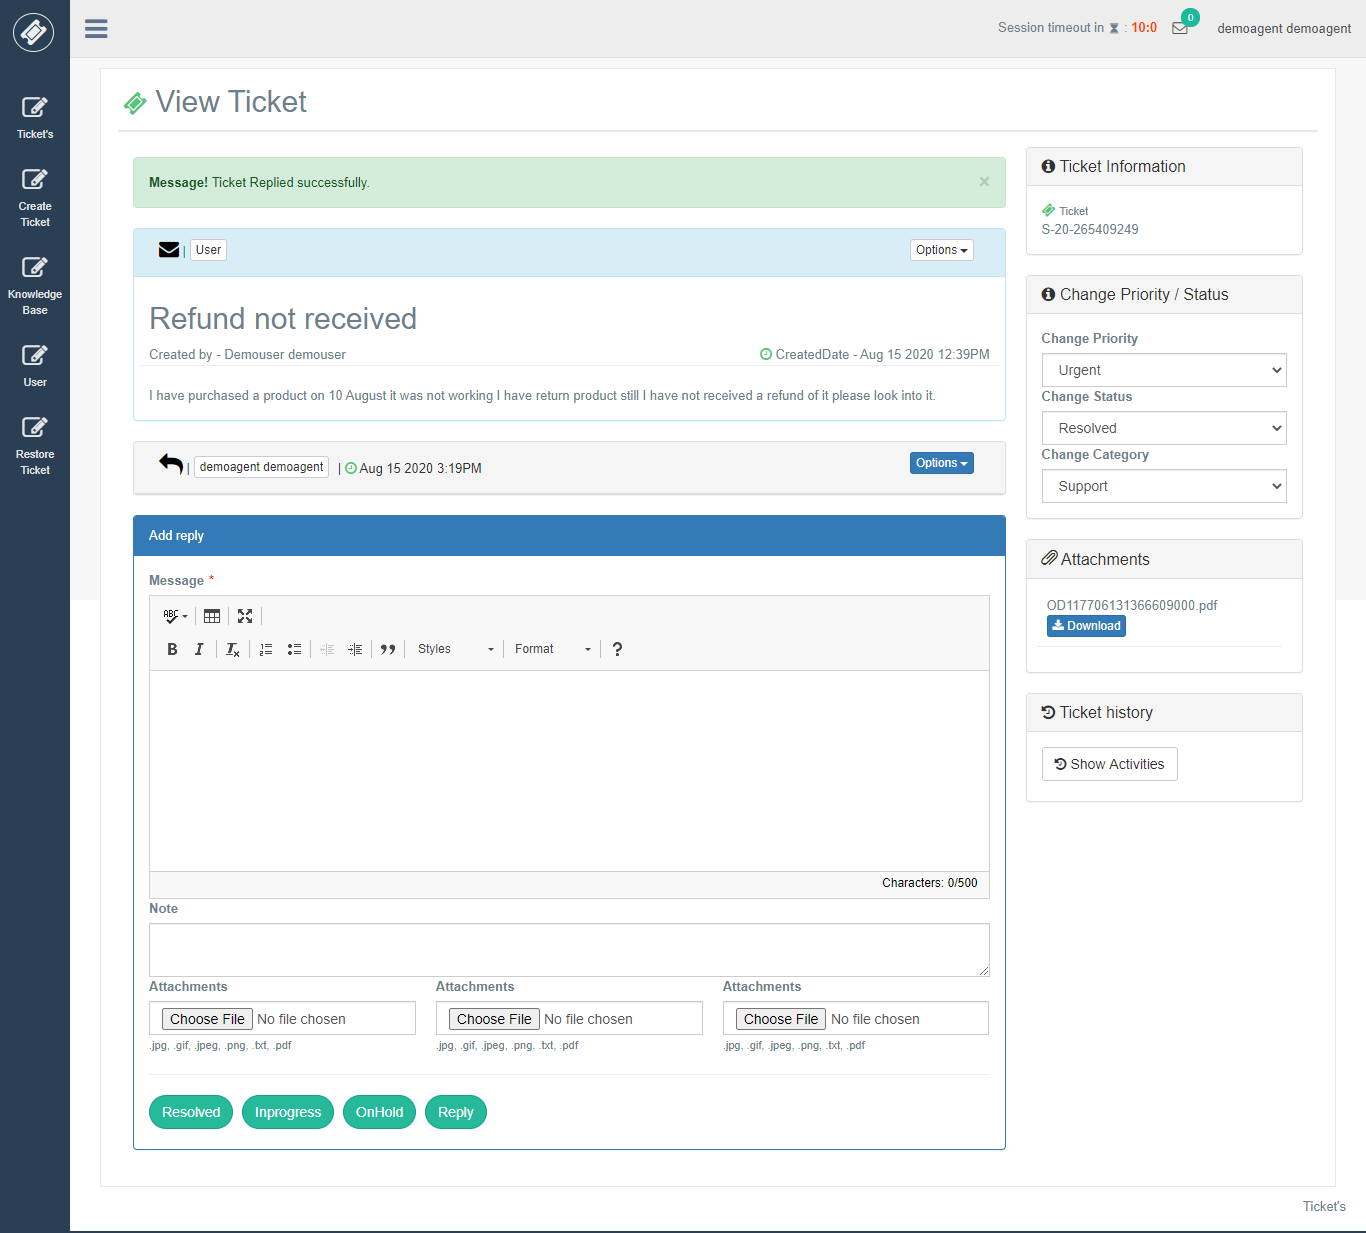 Session timeout in : 10:0
0
demoagent demoagent
Ticket's
Create
Ticket
Knowledge
Base
User
Restore
Ticket
View Ticket
Message! Ticket Replied successfully.
×
| User
Options
Refund not received
Created by - Demouser demouser
CreatedDate - Aug 15 2020 12:39PM
I have purchased a product on 10 August it was not working I have return product still I have not received a refund of it please look into it.
| demoagent demoagent | Aug 15 2020 3:19PM
Options
Add reply
Message *
ABC
B I Tx
Styles
Format
?
Characters: 0/500
Note
Attachments
Choose File No file chosen
.jpg, .gif, .jpeg, .png, .txt, .pdf
Attachments
Choose File No file chosen
.jpg, .gif, .jpeg, .png, .txt, .pdf
Attachments
Choose File No file chosen
.jpg, .gif, .jpeg, .png, .txt, .pdf
Resolved
Inprogress
OnHold
Reply
Ticket Information
Ticket
S-20-265409249
Change Priority / Status
Change Priority
Urgent
Change Status
Resolved
Change Category
Support
Attachments
OD117706131366609000.pdf
Download
Ticket history
Show Activities
Ticket's